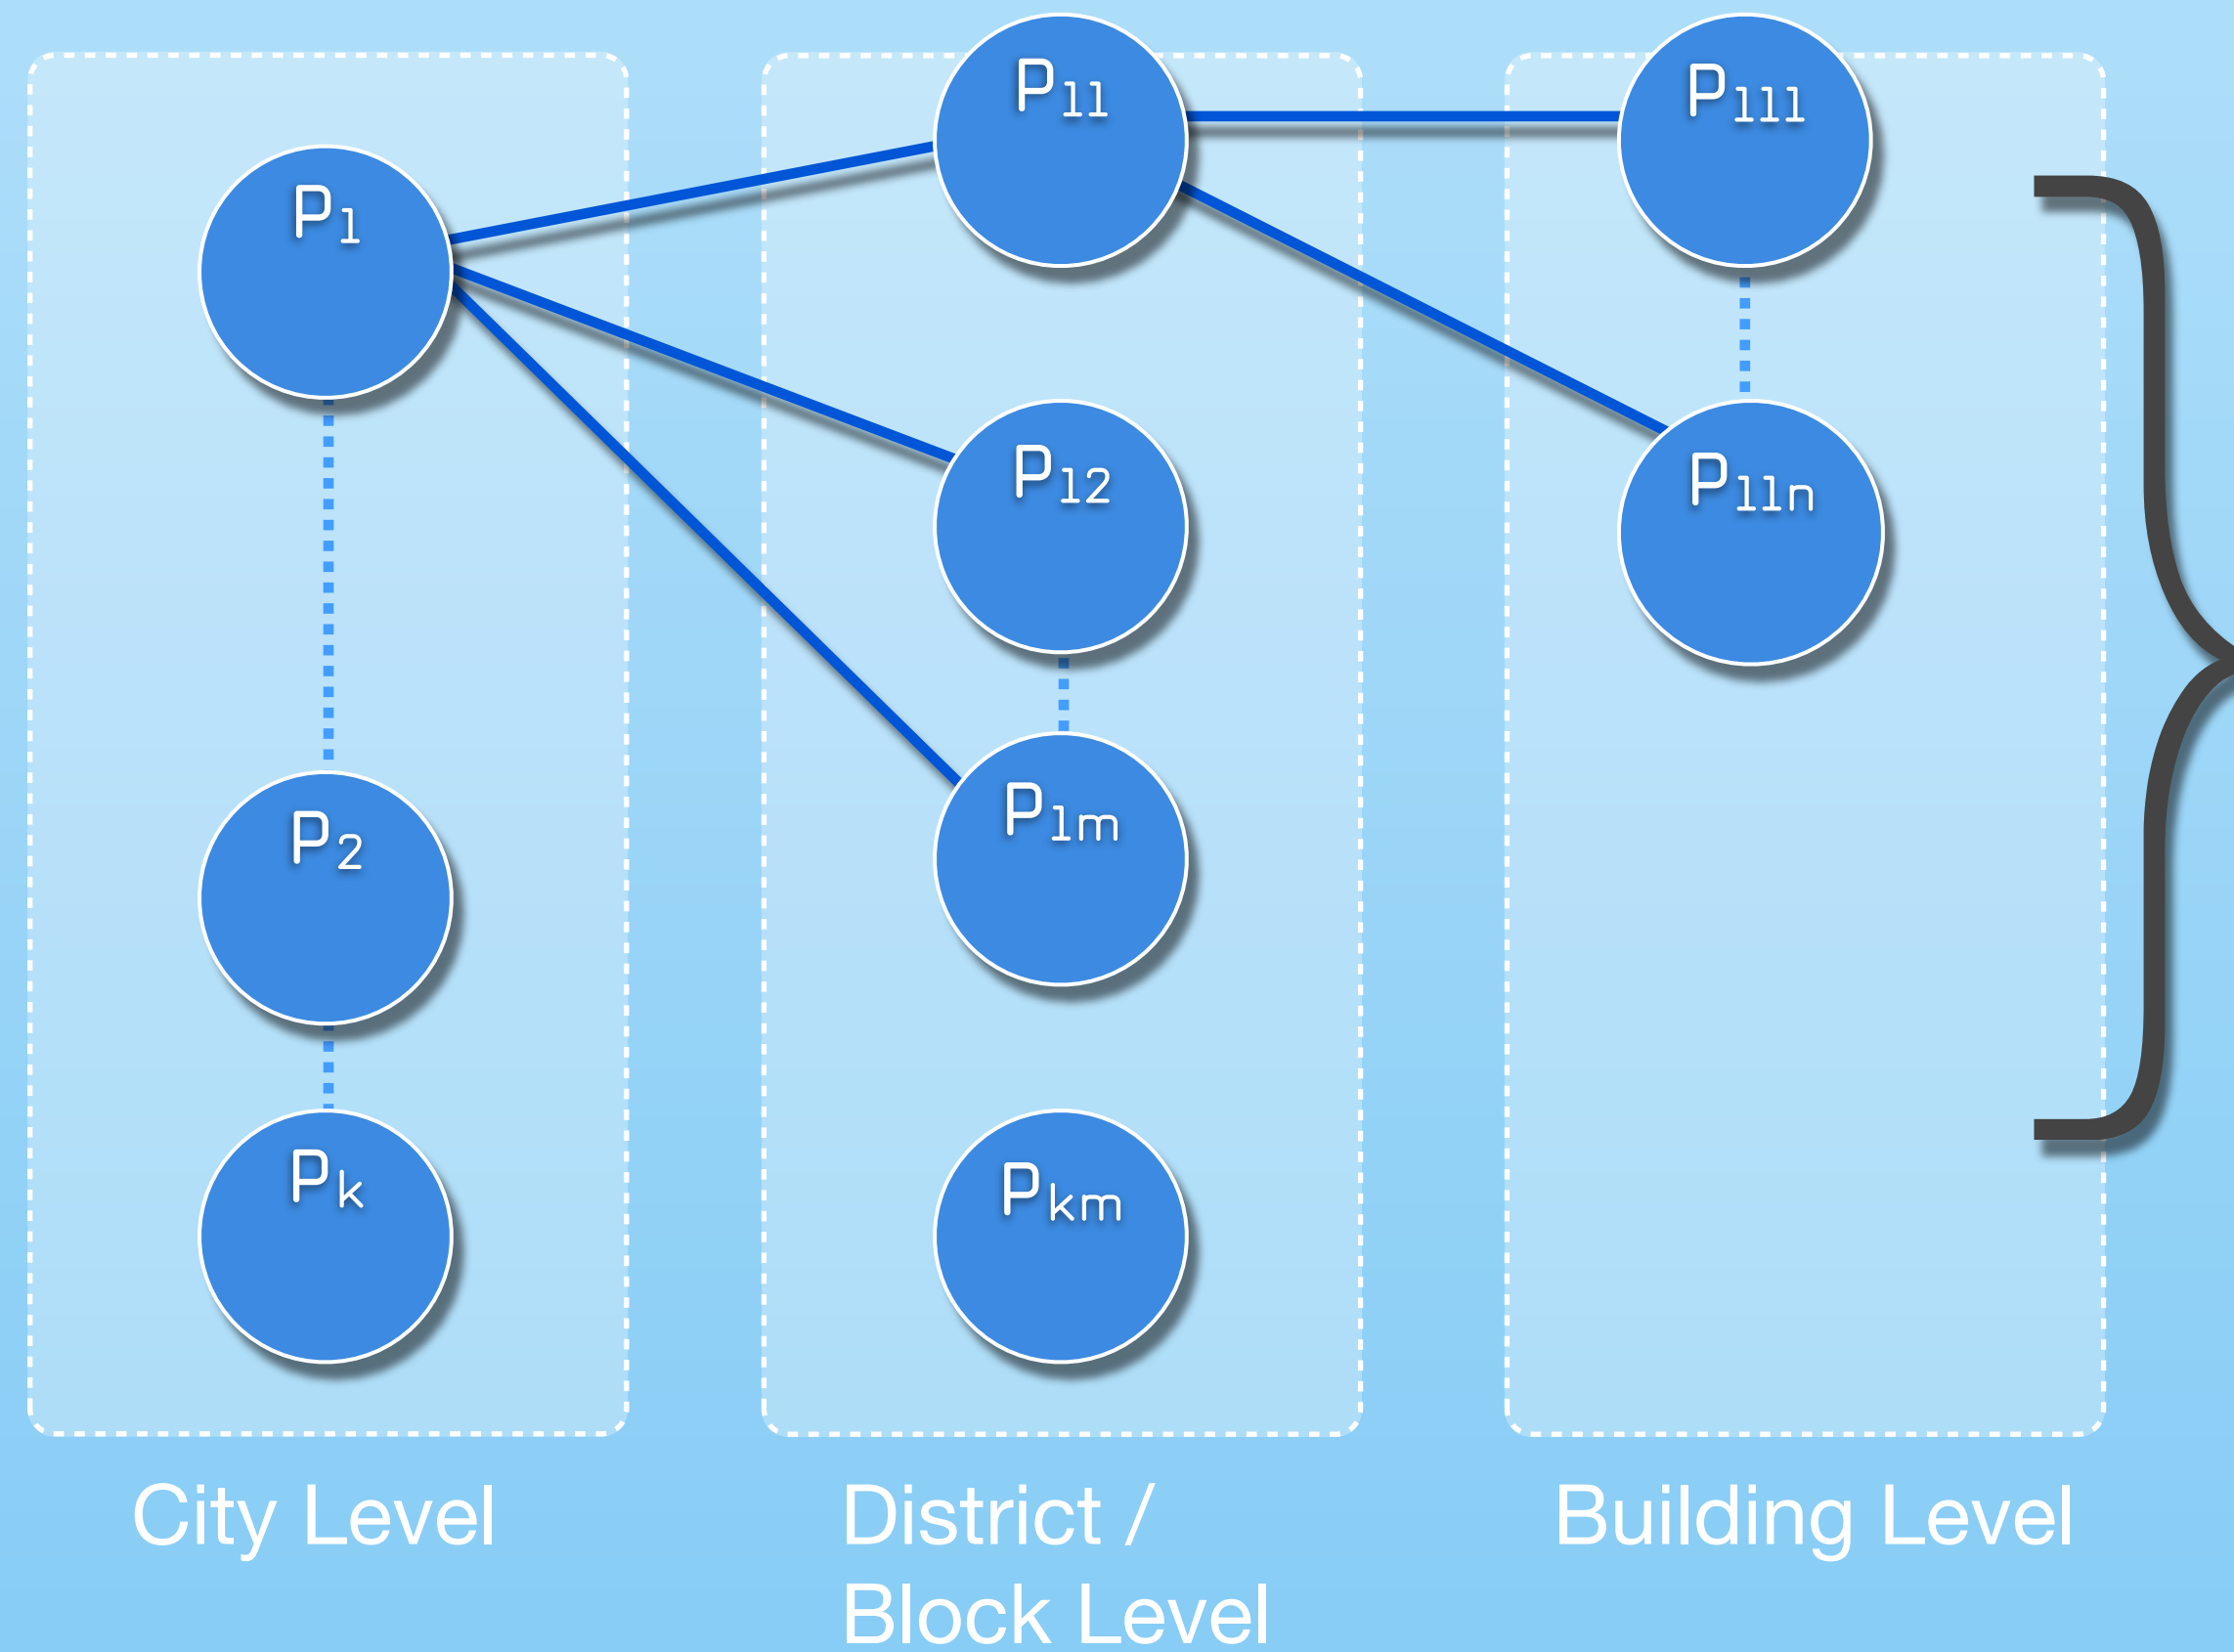 P₁
P₂
Pₖ
City Level
P₁₁
P₁₂
P₁ₘ
Pₖₘ
District /
Block Level
P₁₁₁
P₁₁ₙ
Building Level